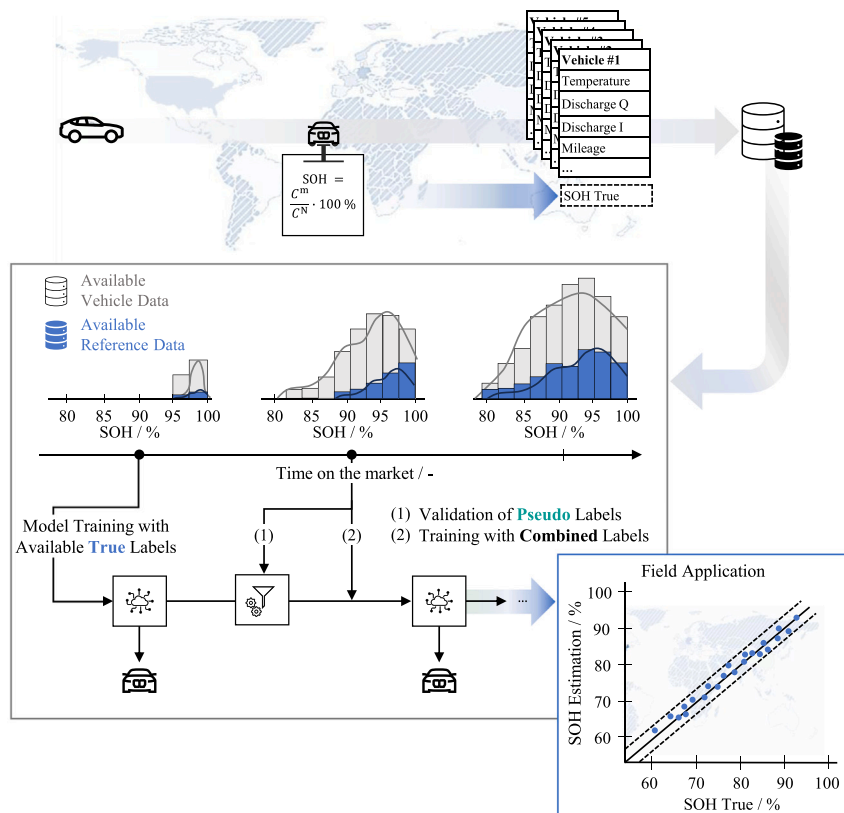 Vehicle #1
Temperature
Discharge Q
Discharge I
Mileage
...
SOH True
SOH =
C^m / C^N · 100 %
Available
Vehicle Data
Available
Reference Data
80 85 90 95 100
SOH / %
80 85 90 95 100
SOH / %
80 85 90 95 100
SOH / %
Time on the market / -
Model Training with
Available True Labels
(1)
(2)
(1) Validation of Pseudo Labels
(2) Training with Combined Labels
...
Field Application
SOH Estimation / %
100
90
80
70
60
60 70 80 90 100
SOH True / %